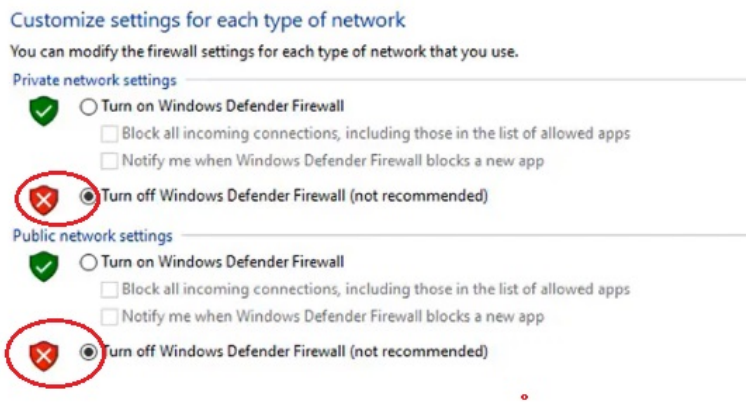 Customize settings for each type of network
You can modify the firewall settings for each type of network that you use.
Private network settings
Turn on Windows Defender Firewall
Block all incoming connections, including those in the list of allowed apps
Notify me when Windows Defender Firewall blocks a new app
Turn off Windows Defender Firewall (not recommended)
Public network settings
Turn on Windows Defender Firewall
Block all incoming connections, including those in the list of allowed apps
Notify me when Windows Defender Firewall blocks a new app
Turn off Windows Defender Firewall (not recommended)